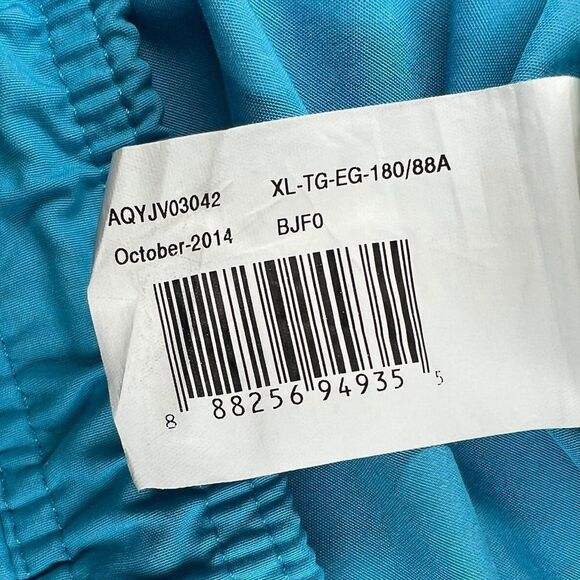 AQYJV03042 XL-TG-EG-180/88A
October-2014 BJF0
8 88256 94935 5